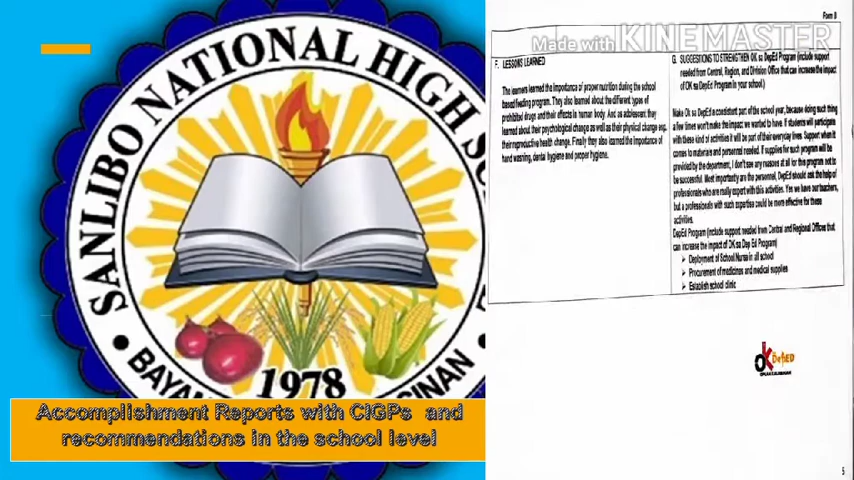 SANLIBO NATIONAL HIGH SC
BAYAM
CINAN
1978
Accomplishment Reports with CIGPs and
recommendations in the school level
Made with KINEMASTER
Form B
F. LESSONS LEARNED
The learners learned the importance of proper nutrition during the school
based feeding program. They also learned about the different types of
prohibited drugs and their effects in human body. And as adolescent they
learned about their psychological change as well as their physical change esp.
their reproductive health change. Finally they also learned the importance of
hand washing, dental hygiene and proper hygiene.
G. SUGGESTIONS TO STRENGTHEN OK sa DepEd Program (include support
needed from Central, Region, and Division Office that can increase the impact
of OK sa DepEd Program in your school.)
Make Ok sa DepEd a consistent part of the school year, because doing such thing
a few times won't make the impact we wanted to have. If students will participate
with these kind of activities it will be part of their everyday lives. Support when it
comes to materials and personnel needed. If supplies for such program will be
provided by the department, I don't see any reasons at all for this program not to
be successful. Most importantly are the personnel, DepEd should ask the help of
professionals who are really expert with this activities. Yes we have our teachers,
but a professionals with such expertise could be more effective for these
activities.
DepEd Program (include support needed from Central and Regional Offices that
can increase the impact of OK sa Dep Ed Program)
➢ Deployment of School Nurse in all school
➢ Procurement of medicines and medical supplies
➢ Establish school clinic
OK
sa
DepED
5